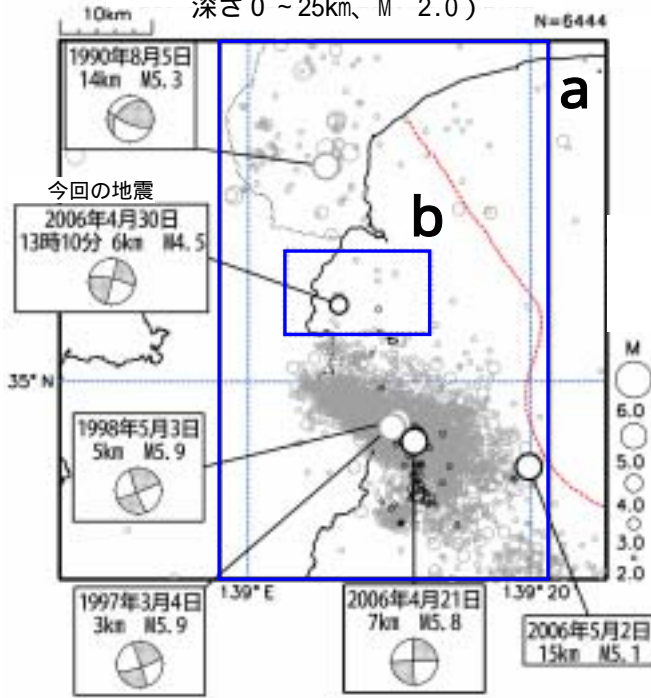 深さ0~25km、M 2.0)
10km
N=6444
1990年8月5日
14km M5.3
a
今回の地震
2006年4月30日
13時10分 6km M4.5
b
35°N
M
6.0
5.0
4.0
3.0
2.0
1998年5月3日
5km M5.9
139°E
139°20
1997年3月4日
3km M5.9
2006年4月21日
7km M5.8
2006年5月2日
15km M5.1